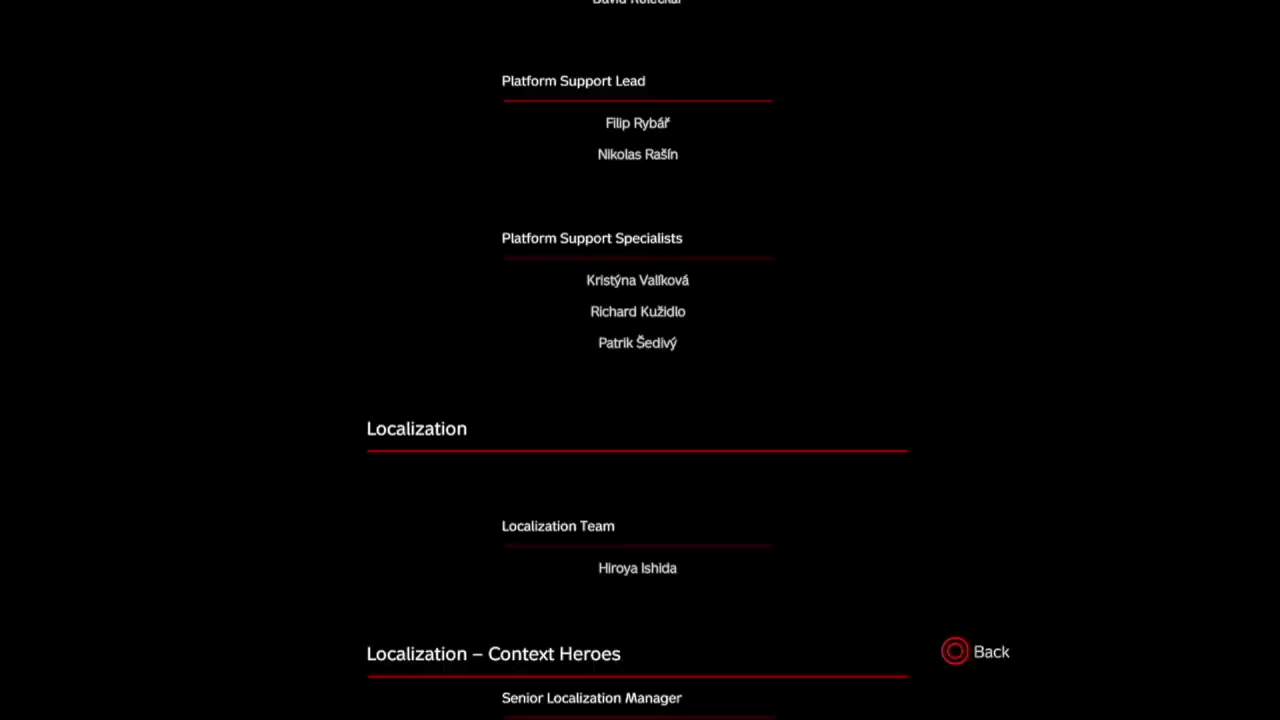 Platform Support Lead
Filip Rybář
Nikolas Rašín
Platform Support Specialists
Kristýna Valíková
Richard Kužidlo
Patrik Šedivý
Localization
Localization Team
Hiroya Ishida
Localization – Context Heroes
Back
Senior Localization Manager